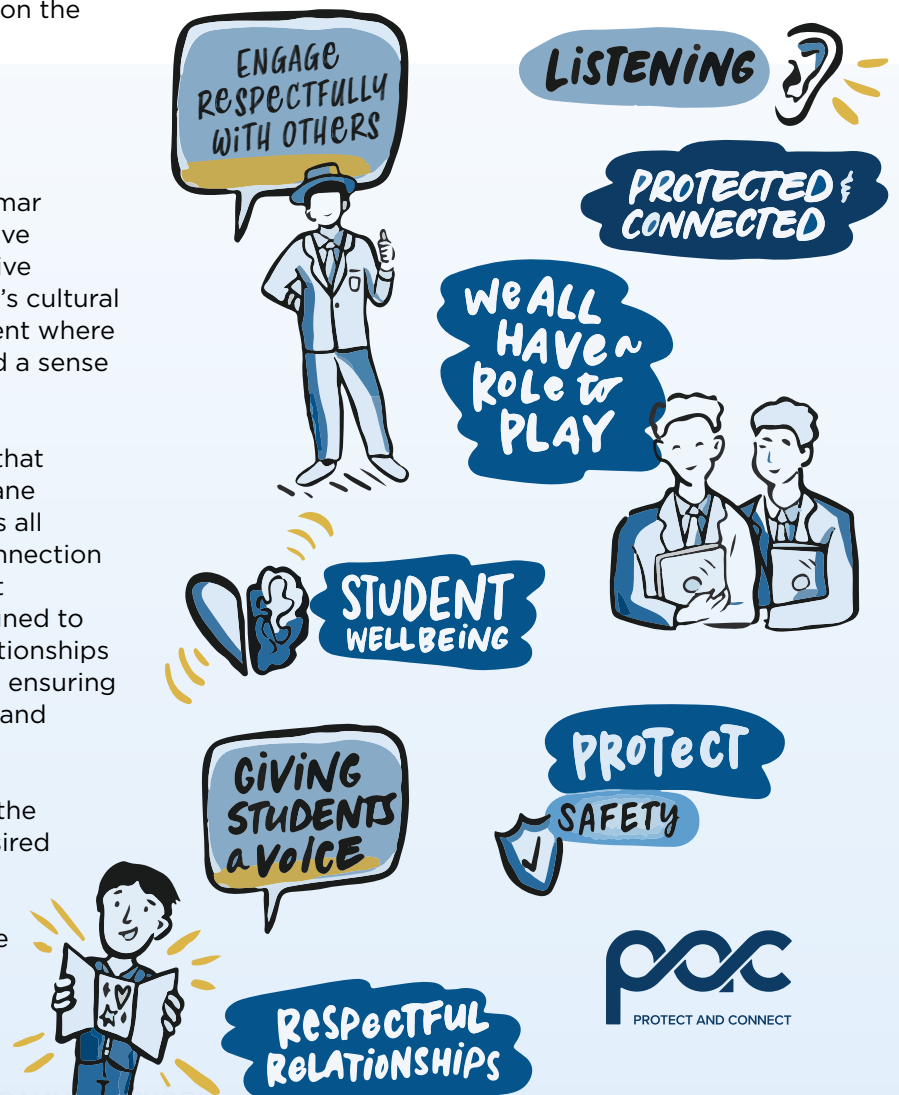 on the
mar
ve
ive
's cultural
ent where
d a sense
that
ane
s all
nnection
t
ned to
tionships
ensuring
and
the
sired
e
ENGAGE
RESPECTFULLY
WITH OTHERS
LISTENING
PROTECTED &
CONNECTED
WE ALL
HAVE a
ROLE to
PLAY
STUDENT
WELLBEING
GIVING
STUDENTS
a VOICE
PROTECT
SAFETY
RESPECTFUL
RELATIONSHIPS
pac
PROTECT AND CONNECT